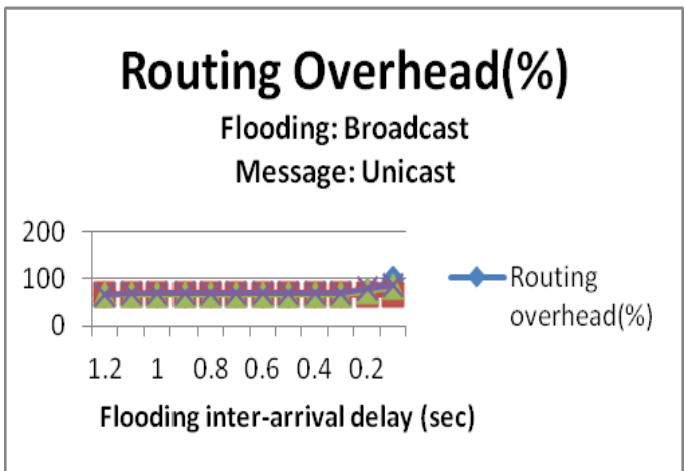 Routing Overhead(%)
Flooding: Broadcast
Message: Unicast
200
100
0
Routing
overhead(%)
1.2 1 0.8 0.6 0.4 0.2
Flooding inter-arrival delay (sec)